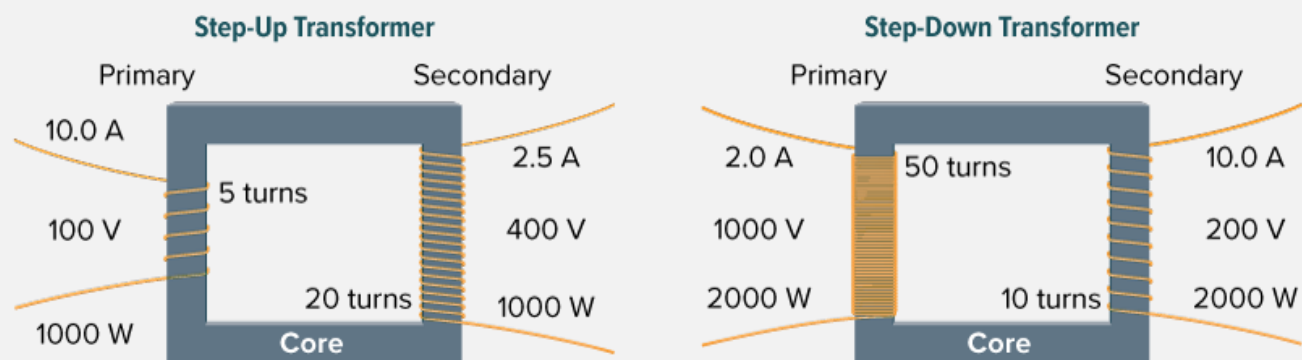 Step-Up Transformer
Primary
Secondary
10.0 A
5 turns
2.5 A
100 V
400 V
20 turns
1000 W
1000 W
Core
Step-Down Transformer
Primary
Secondary
2.0 A
50 turns
10.0 A
1000 V
200 V
2000 W
10 turns
2000 W
Core